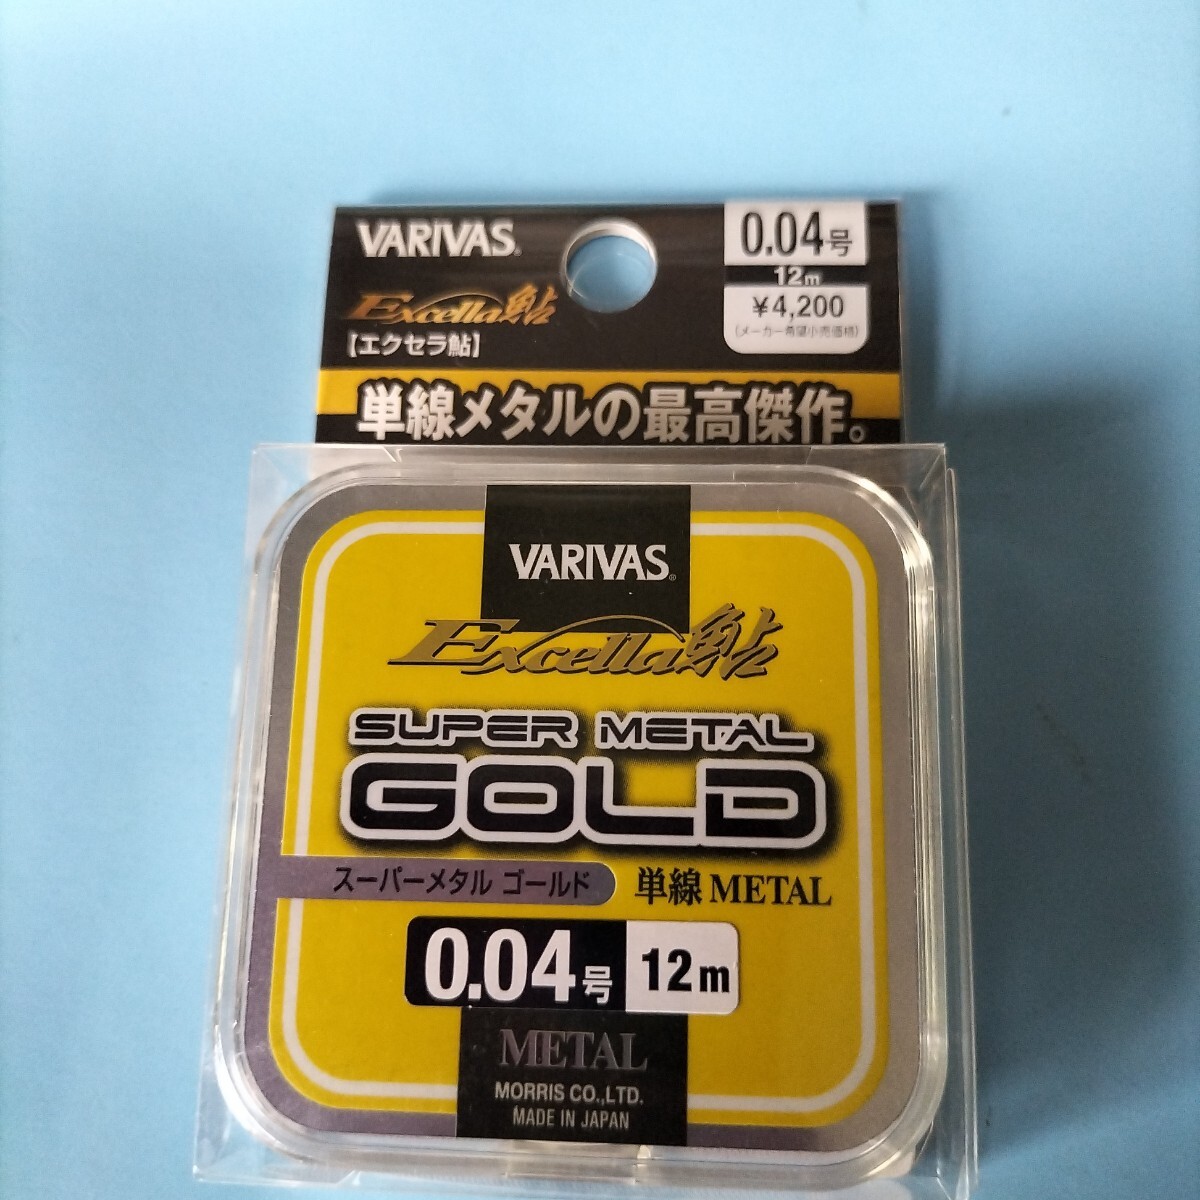 VARIVAS®
0.04号
12m
¥4,200
(メーカー希望小売価格)
Excella鮎
【エクセラ鮎】
単線メタルの最高傑作。
VARIVAS®
Excella鮎
SUPER METAL
GOLD
スーパーメタル ゴールド
単線 METAL
0.04号
12m
METAL
MORRIS CO.,LTD.
MADE IN JAPAN